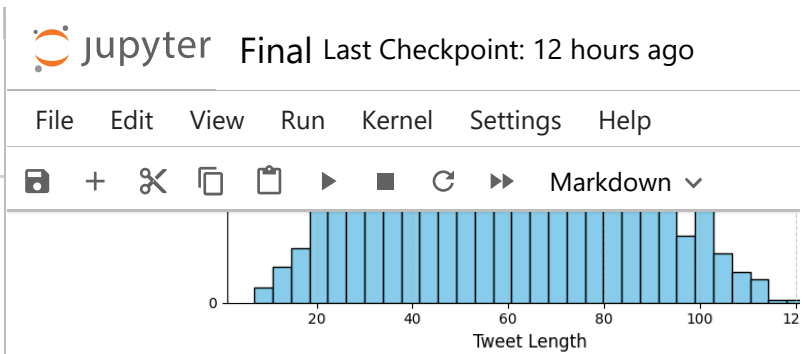 jupyter Final Last Checkpoint: 12 hours ago
File Edit View Run Kernel Settings Help
Markdown
0
20 40 60 80 100 12
Tweet Length